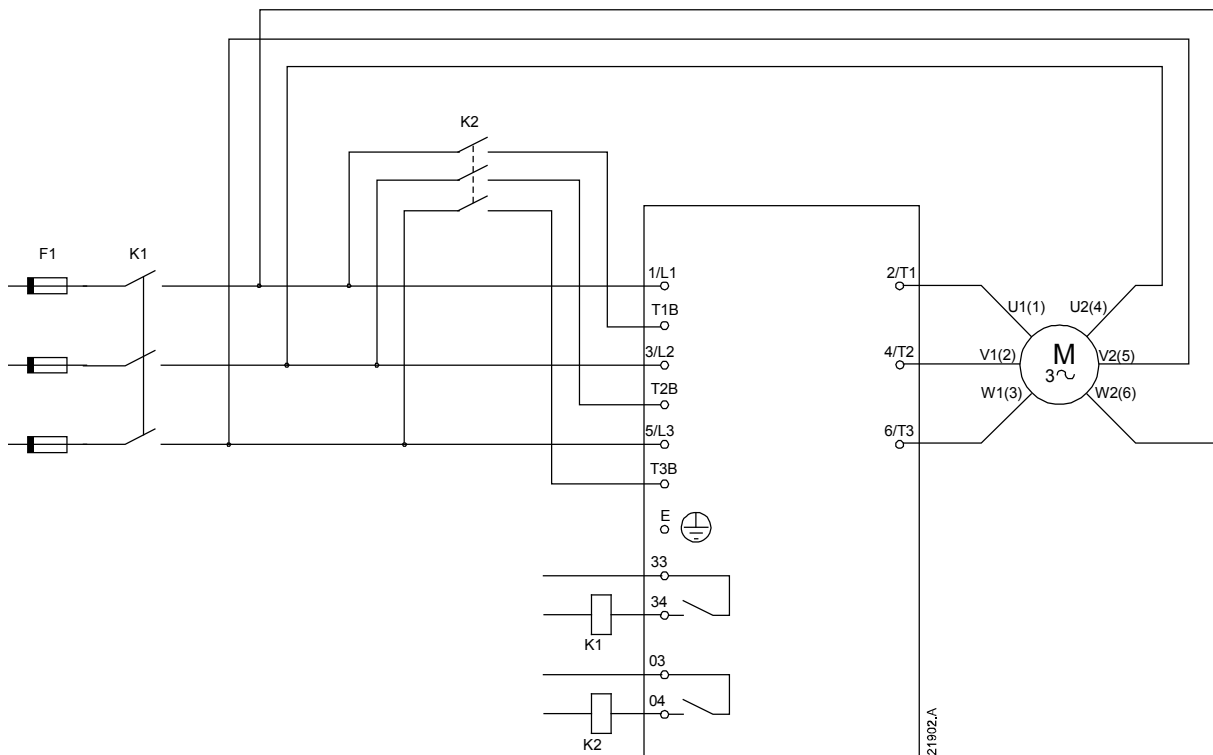 K2
F1
K1
1/L1
2/T1
T1B
U1(1)
U2(4)
3/L2
4/T2
V1(2)
M
3~
V2(5)
T2B
W1(3)
W2(6)
5/L3
6/T3
T3B
E
33
34
K1
03
04
K2
21902.A